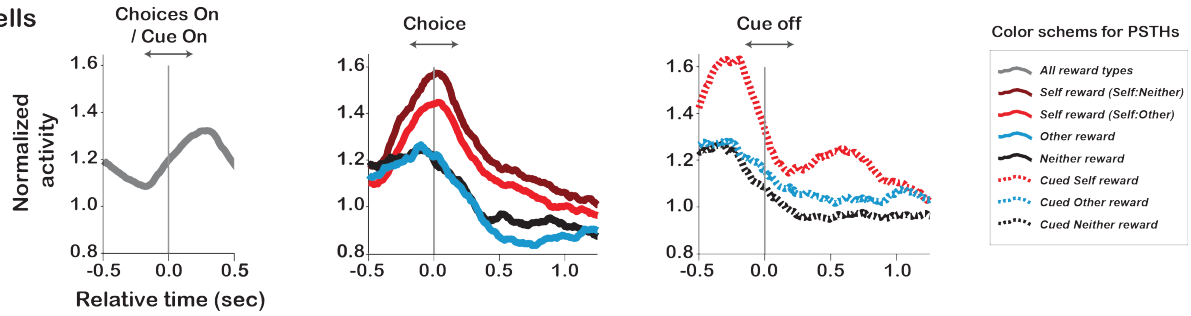 ells
Choices On
/ Cue On
Normalized
activity
1.6
1.4
1.2
1.0
0.8
-0.5
0.0
0.5
Relative time (sec)
Choice
1.6
1.4
1.2
1.0
0.8
-0.5
0.0
0.5
1.0
Cue off
1.6
1.4
1.2
1.0
0.8
-0.5
0.0
0.5
1.0
Color schems for PSTHs
All reward types
Self reward (Self:Neither)
Self reward (Self:Other)
Other reward
Neither reward
Cued Self reward
Cued Other reward
Cued Neither reward